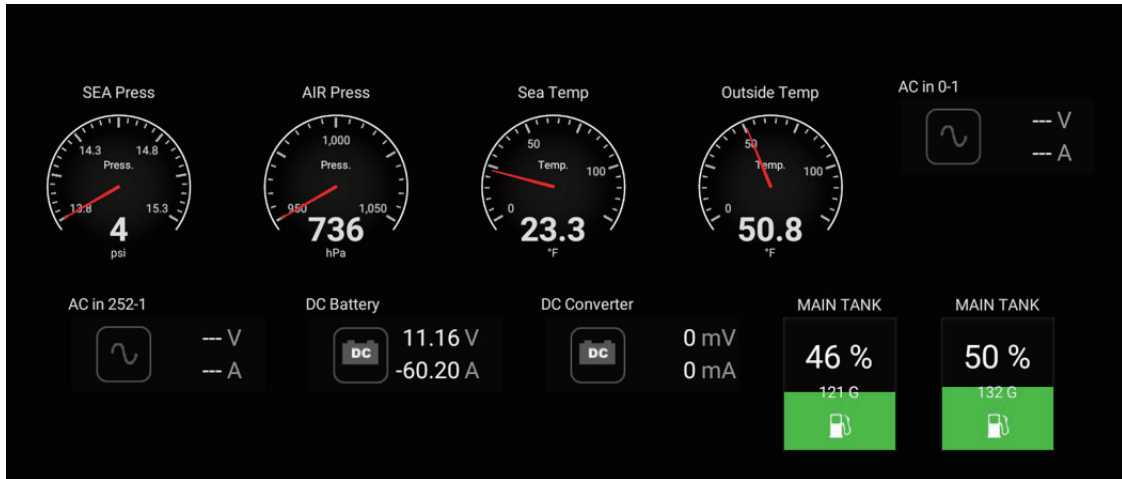 SEA Press
14.3 14.8
Press.
13.8 15.3
4
psi
AIR Press
1,000
Press.
950 1,050
736
hPa
Sea Temp
50
Temp.
100
0
23.3
°F
Outside Temp
50
Temp.
100
0
50.8
°F
AC in 0-1
--- V
--- A
AC in 252-1
--- V
--- A
DC Battery
DC
11.16 V
-60.20 A
DC Converter
DC
0 mV
0 mA
MAIN TANK
46 %
121 G
MAIN TANK
50 %
132 G